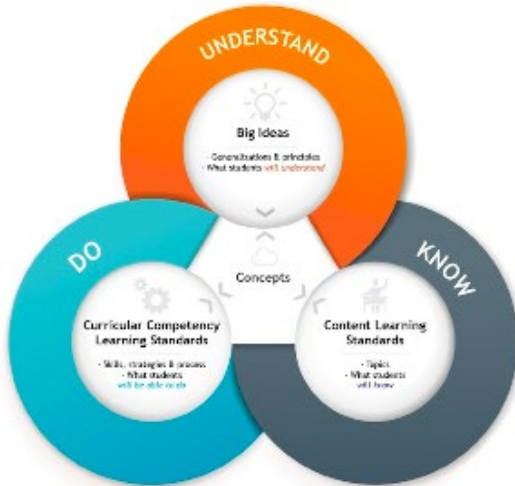 UNDERSTAND
Big Ideas
- Generalizations & principles
- What students will understand
DO
KNOW
Concepts
Curricular Competency
Learning Standards
- Skills, strategies & process
- What students
will be able to do
Content Learning
Standards
- Topics
- What students
will know